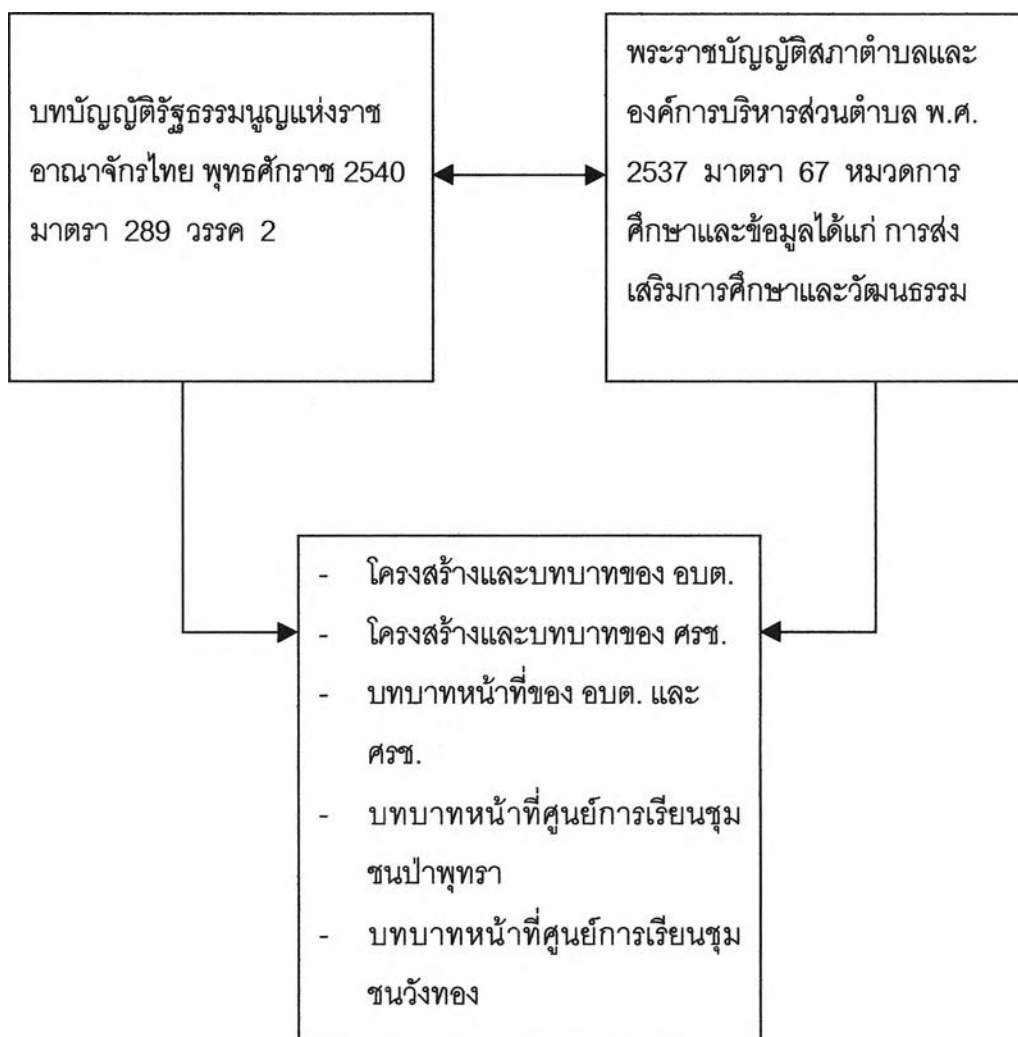 บทบัญญัติรัฐธรรมนูญแห่งราช
อาณาจักรไทย พุทธศักราช 2540
มาตรา 289 วรรค 2
พระราชบัญญัติสภาตำบลและ
องค์การบริหารส่วนตำบล พ.ศ.
2537 มาตรา 67 หมวดการ
ศึกษาและข้อมูลได้แก่ การส่ง
เสริมการศึกษาและวัฒนธรรม
- โครงสร้างและบทบาทของ อบต.
- โครงสร้างและบทบาทของ ศรช.
- บทบาทหน้าที่ของ อบต. และ
ศรช.
- บทบาทหน้าที่ศูนย์การเรียนชุม
ชนป่าพุทรา
- บทบาทหน้าที่ศูนย์การเรียนชุม
ชนวังทอง